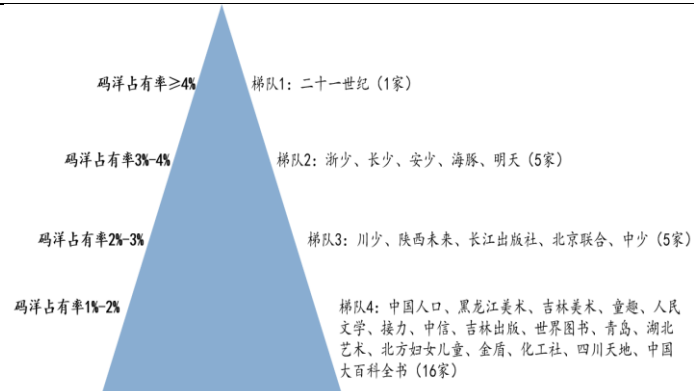 码洋占有率≥4%
梯队1：二十一世纪（1家）
码洋占有率3%-4%
梯队2：浙少、长少、安少、海豚、明天（5家）
码洋占有率2%-3%
梯队3：川少、陕西未来、长江出版社、北京联合、中少（5家）
码洋占有率1%-2%
梯队4：中国人口、黑龙江美术、吉林美术、童趣、人民
文学、接力、中信、吉林出版、世界图书、青岛、湖北
艺术、北方妇女儿童、金盾、化工社、四川天地、中国
大百科全书（16家）